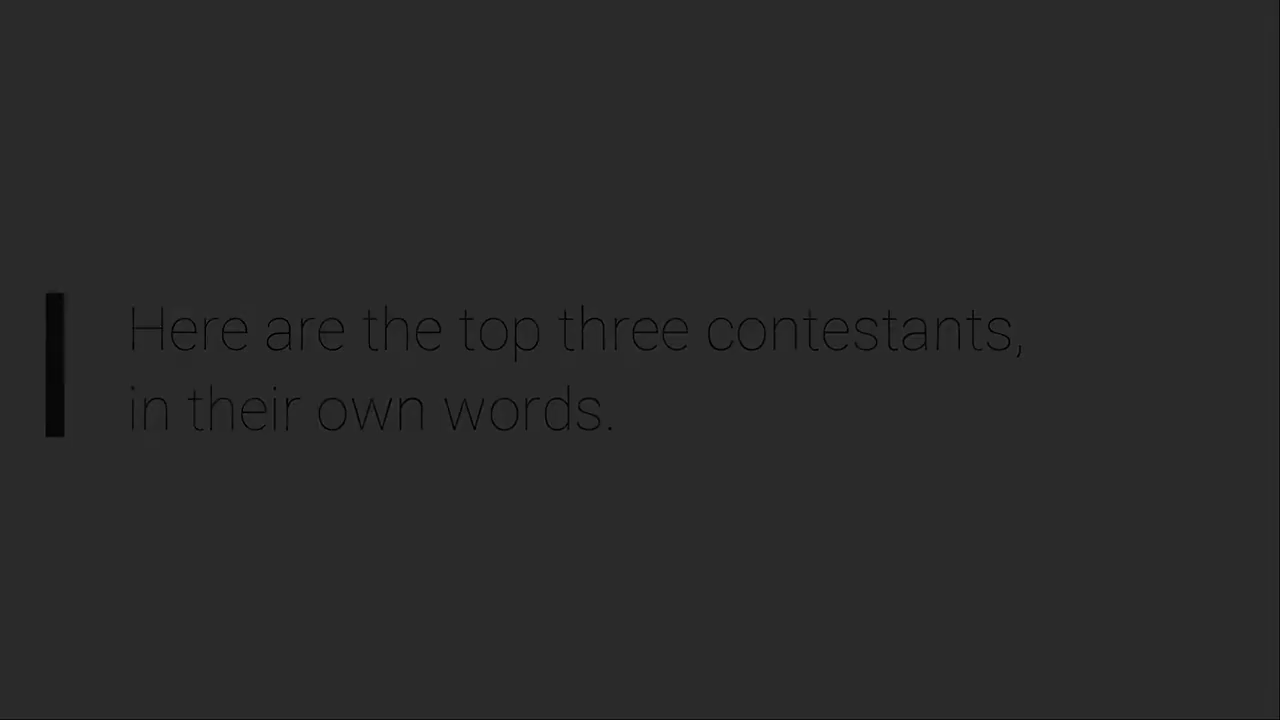 Here are the top three contestants,
in their own words.